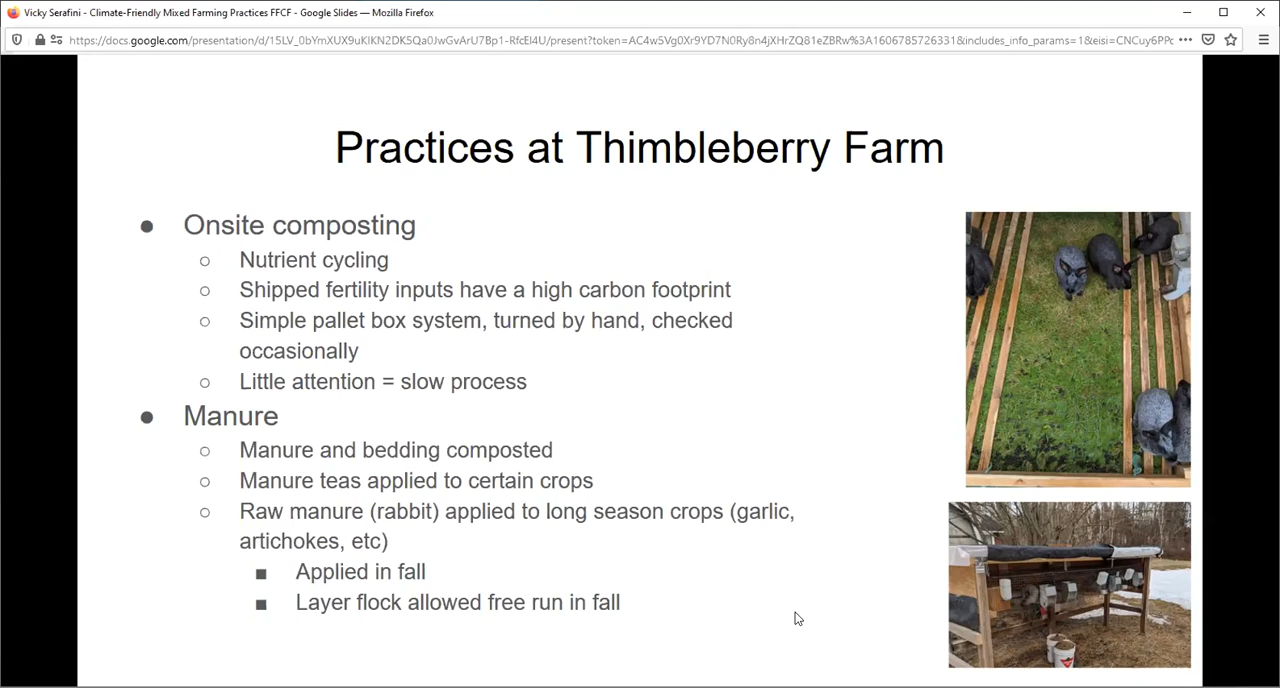 Vicky Serafini - Climate-Friendly Mixed Farming Practices FFCF - Google Slides — Mozilla Firefox
Practices at Thimbleberry Farm
● Onsite composting
○ Nutrient cycling
○ Shipped fertility inputs have a high carbon footprint
○ Simple pallet box system, turned by hand, checked
occasionally
○ Little attention = slow process
● Manure
○ Manure and bedding composted
○ Manure teas applied to certain crops
○ Raw manure (rabbit) applied to long season crops (garlic,
artichokes, etc)
■ Applied in fall
■ Layer flock allowed free run in fall